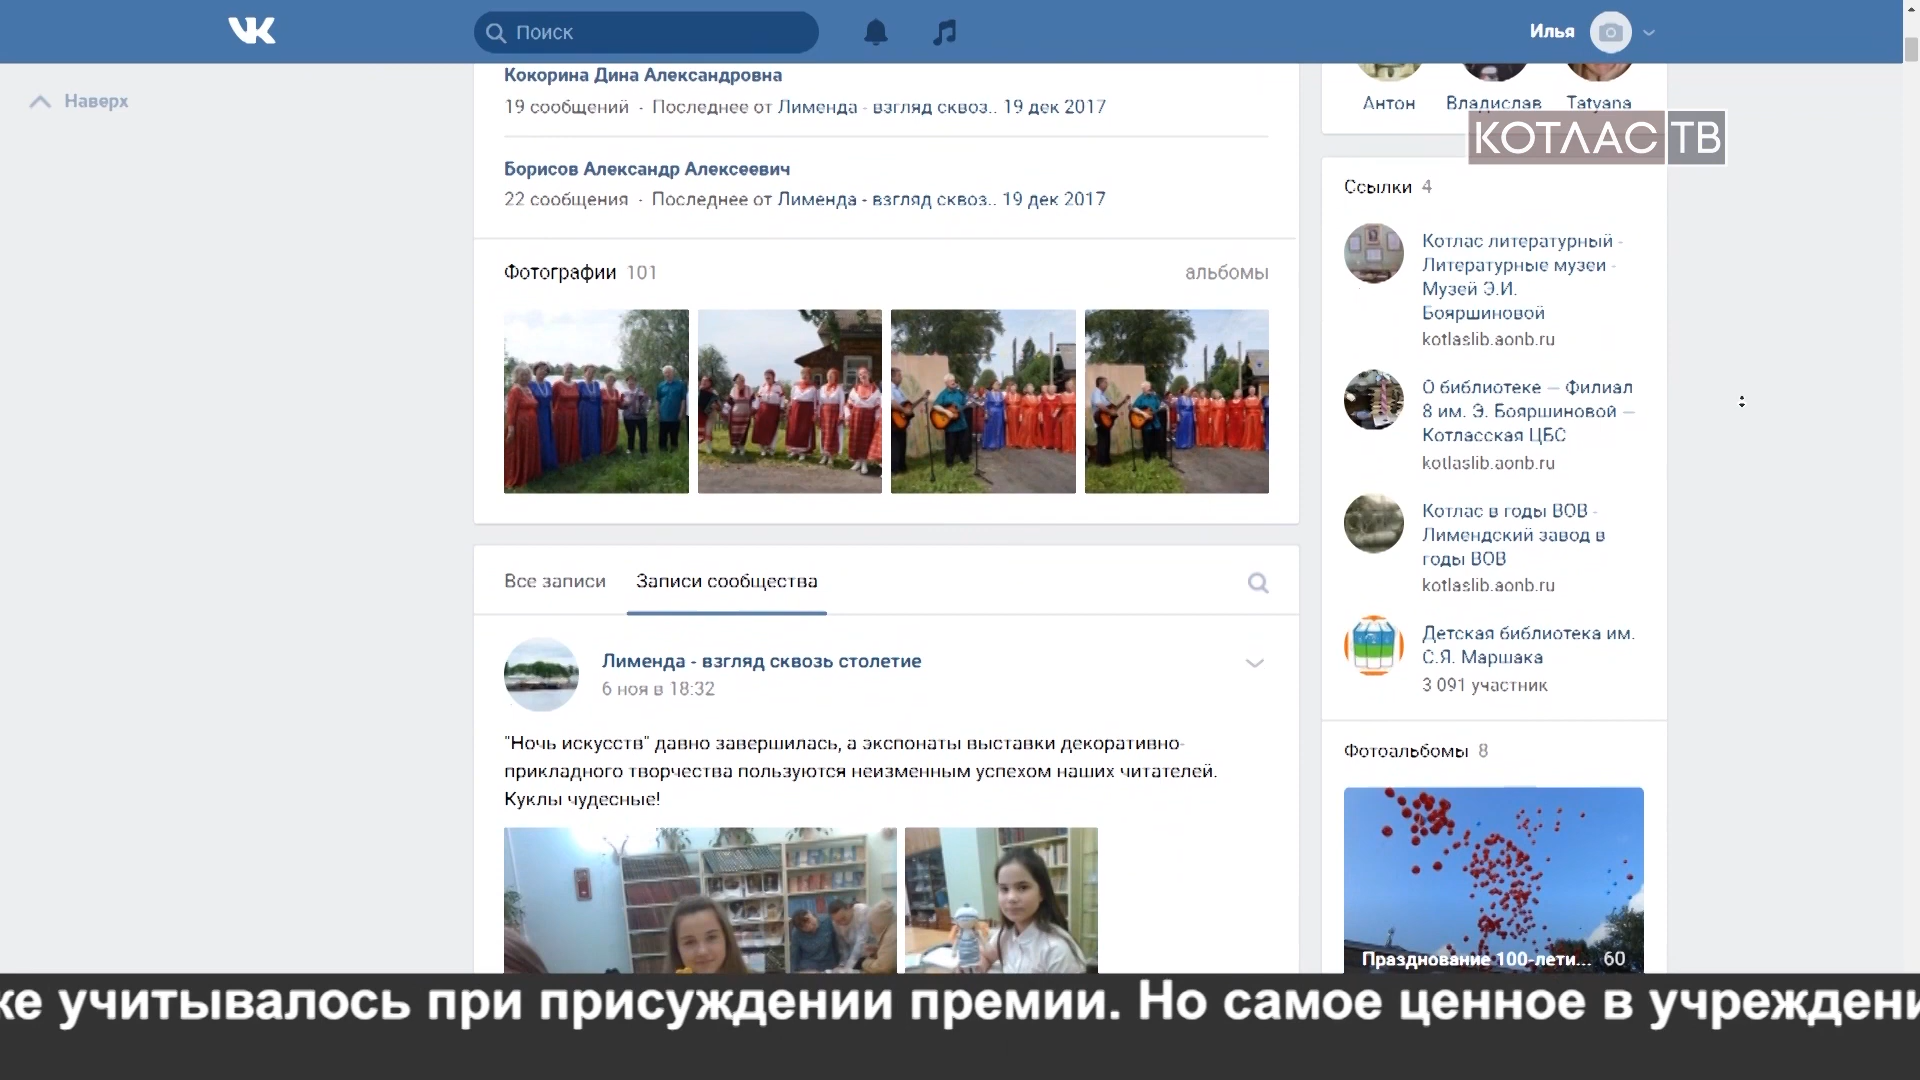 Поиск
Илья
Наверх
Кокорина Дина Александровна
19 сообщений · Последнее от Лименда - взгляд сквоз.. 19 дек 2017
Борисов Александр Алексеевич
22 сообщения · Последнее от Лименда - взгляд сквоз.. 19 дек 2017
Фотографии 101
альбомы
Все записи
Записи сообщества
Лименда - взгляд сквозь столетие
6 ноя в 18:32
"Ночь искусств" давно завершилась, а экспонаты выставки декоративно-
прикладного творчества пользуются неизменным успехом наших читателей.
Куклы чудесные!
Антон
Владислав
Tatyana
КОТЛАС ТВ
Ссылки 4
Котлас литературный -
Литературные музеи -
Музей Э.И.
Бояршиновой
kotlaslib.aonb.ru
О библиотеке — Филиал
8 им. Э. Бояршиновой —
Котласская ЦБС
kotlaslib.aonb.ru
Котлас в годы ВОВ -
Лимендский завод в
годы ВОВ
kotlaslib.aonb.ru
Детская библиотека им.
С.Я. Маршака
3 091 участник
Фотоальбомы 8
Празднование 100-лети... 60
же учитывалось при присуждении премии. Но самое ценное в учреждени